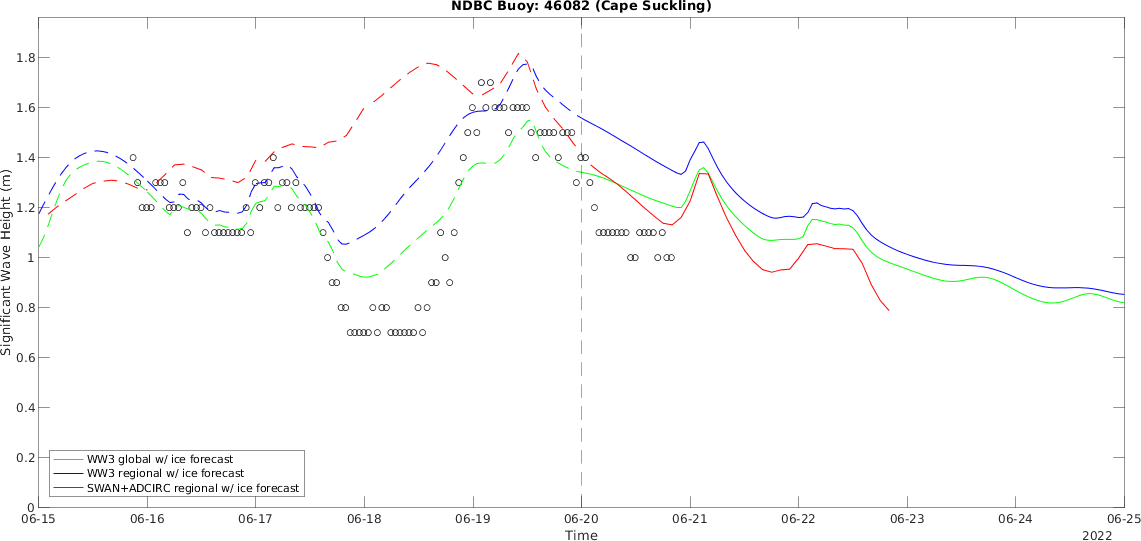 NDBC Buoy: 46082 (Cape Suckling)
Significant Wave Height (m)
1.8
1.6
1.4
1.2
1
0.8
0.6
0.4
0.2
0
WW3 global w/ ice forecast
WW3 regional w/ ice forecast
SWAN+ADCIRC regional w/ ice forecast
06-15 06-16 06-17 06-18 06-19 06-20 06-21 06-22 06-23 06-24 06-25
Time
2022